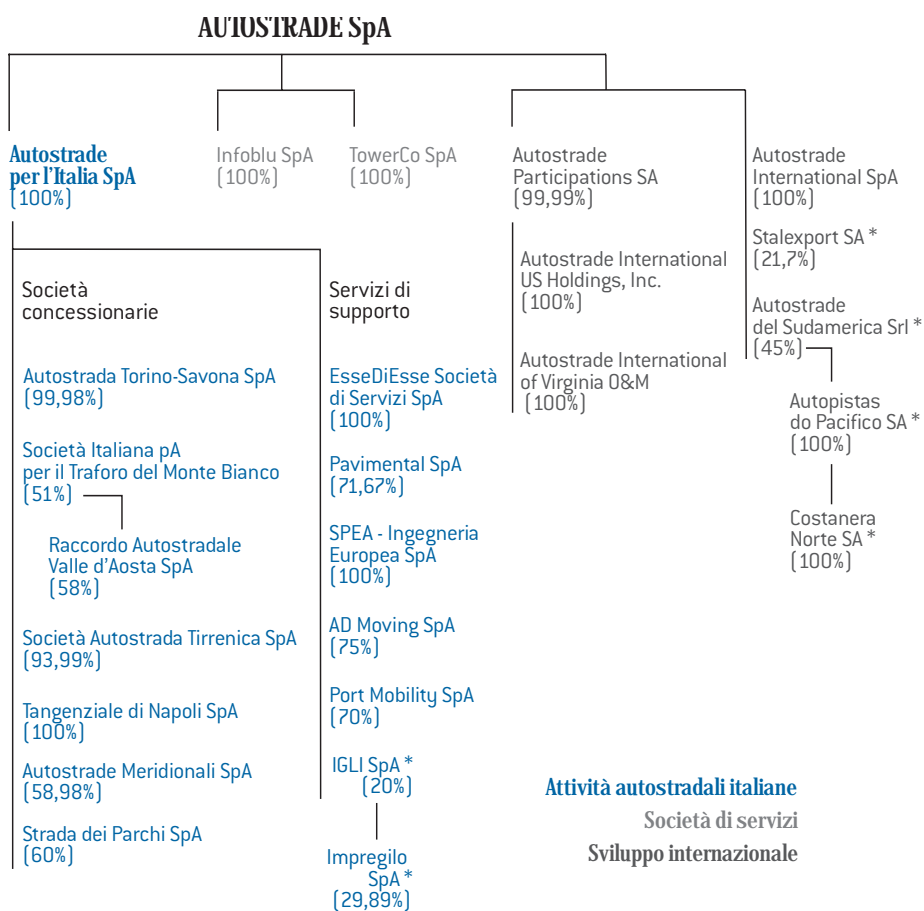 AUTOSTRADE SpA
Autostrade
per l'Italia SpA
(100%)
Infoblu SpA
(100%)
TowerCo SpA
(100%)
Autostrade
Participations SA
(99,99%)
Autostrade
International SpA
(100%)
Stalexport SA *
(21,7%)
Autostrade International
US Holdings, Inc.
(100%)
Autostrade
del Sudamerica Srl *
(45%)
Autostrade International
of Virginia O&M
(100%)
Autopistas
do Pacifico SA *
(100%)
Costanera
Norte SA *
(100%)
Società
concessionarie
Autostrada Torino-Savona SpA
(99,98%)
Società Italiana pA
per il Traforo del Monte Bianco
(51%)
Raccordo Autostradale
Valle d'Aosta SpA
(58%)
Società Autostrada Tirrenica SpA
(93,99%)
Tangenziale di Napoli SpA
(100%)
Autostrade Meridionali SpA
(58,98%)
Strada dei Parchi SpA
(60%)
Servizi di
supporto
EsseDiEsse Società
di Servizi SpA
(100%)
Pavimental SpA
(71,67%)
SPEA - Ingegneria
Europea SpA
(100%)
AD Moving SpA
(75%)
Port Mobility SpA
(70%)
IGLI SpA *
(20%)
Impregilo
SpA *
(29,89%)
Attività autostradali italiane
Società di servizi
Sviluppo internazionale